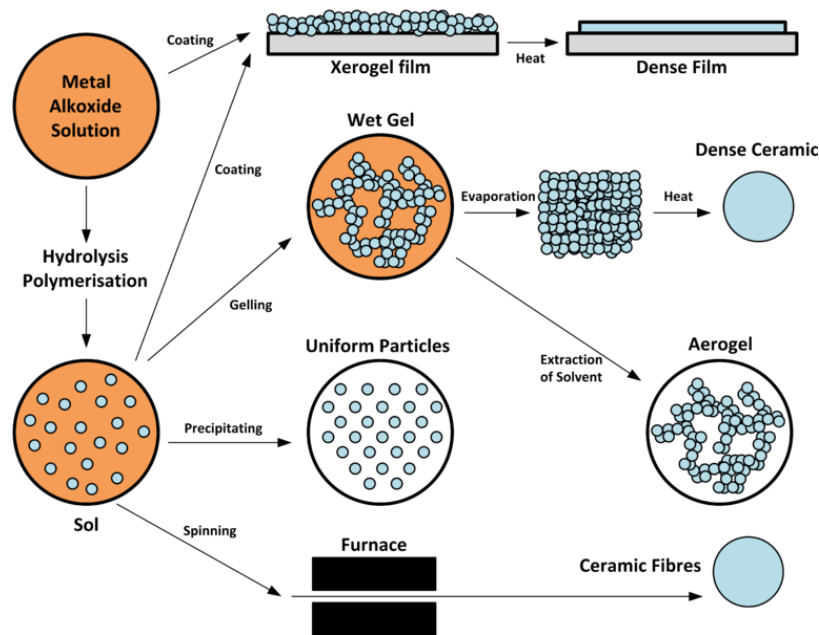 Coating
Xerogel film
Heat
Dense Film
Metal
Alkoxide
Solution
Coating
Wet Gel
Evaporation
Heat
Dense Ceramic
Hydrolysis
Polymerisation
Gelling
Uniform Particles
Extraction
of Solvent
Aerogel
Precipitating
Sol
Spinning
Furnace
Ceramic Fibres